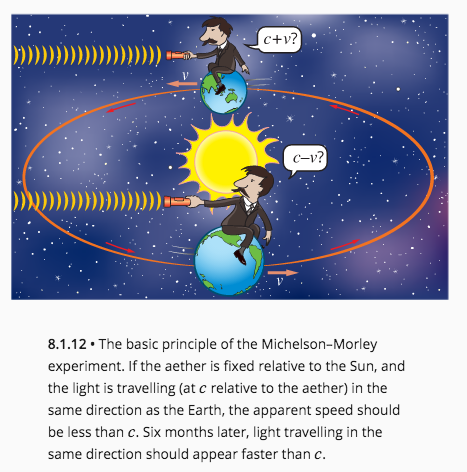 c+v?
v
c–v?
v
8.1.12 • The basic principle of the Michelson–Morley
experiment. If the aether is fixed relative to the Sun, and
the light is travelling (at c relative to the aether) in the
same direction as the Earth, the apparent speed should
be less than c. Six months later, light travelling in the
same direction should appear faster than c.